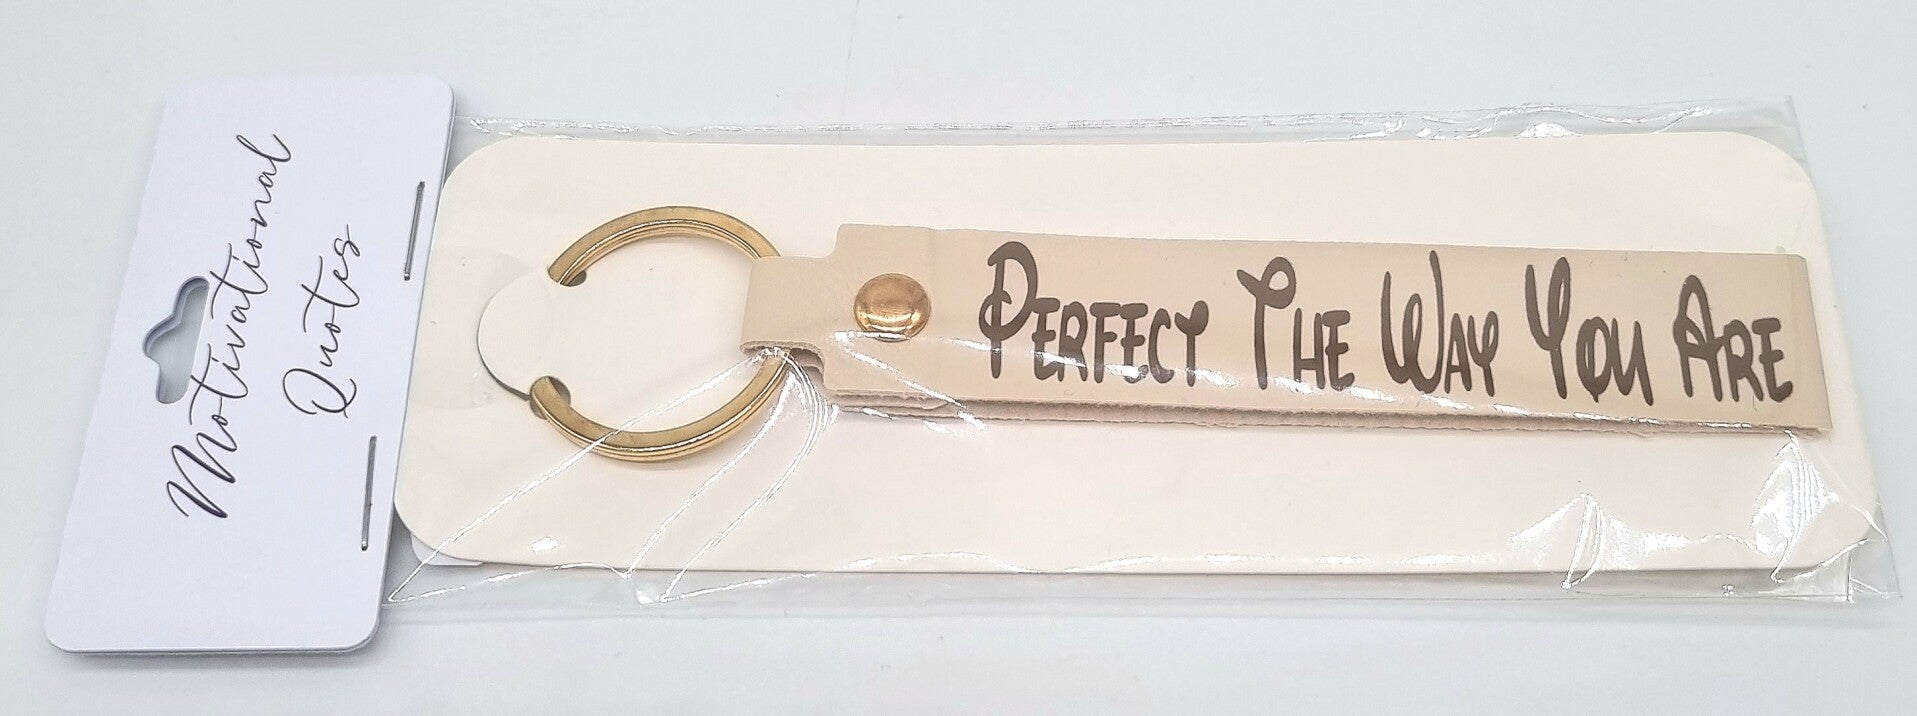 Motivational
Quotes
Perfect The Way You Are